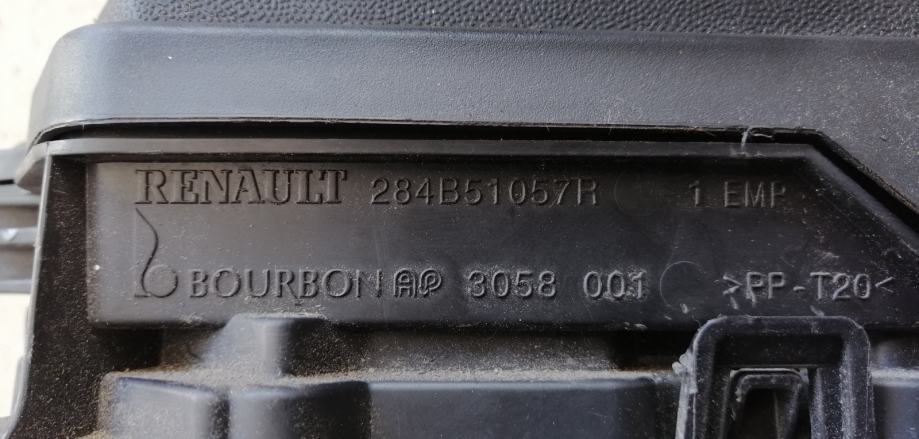 RENAULT 284B51057R 1 EMP
BOURBON AP 3058 001 >PP-T20<